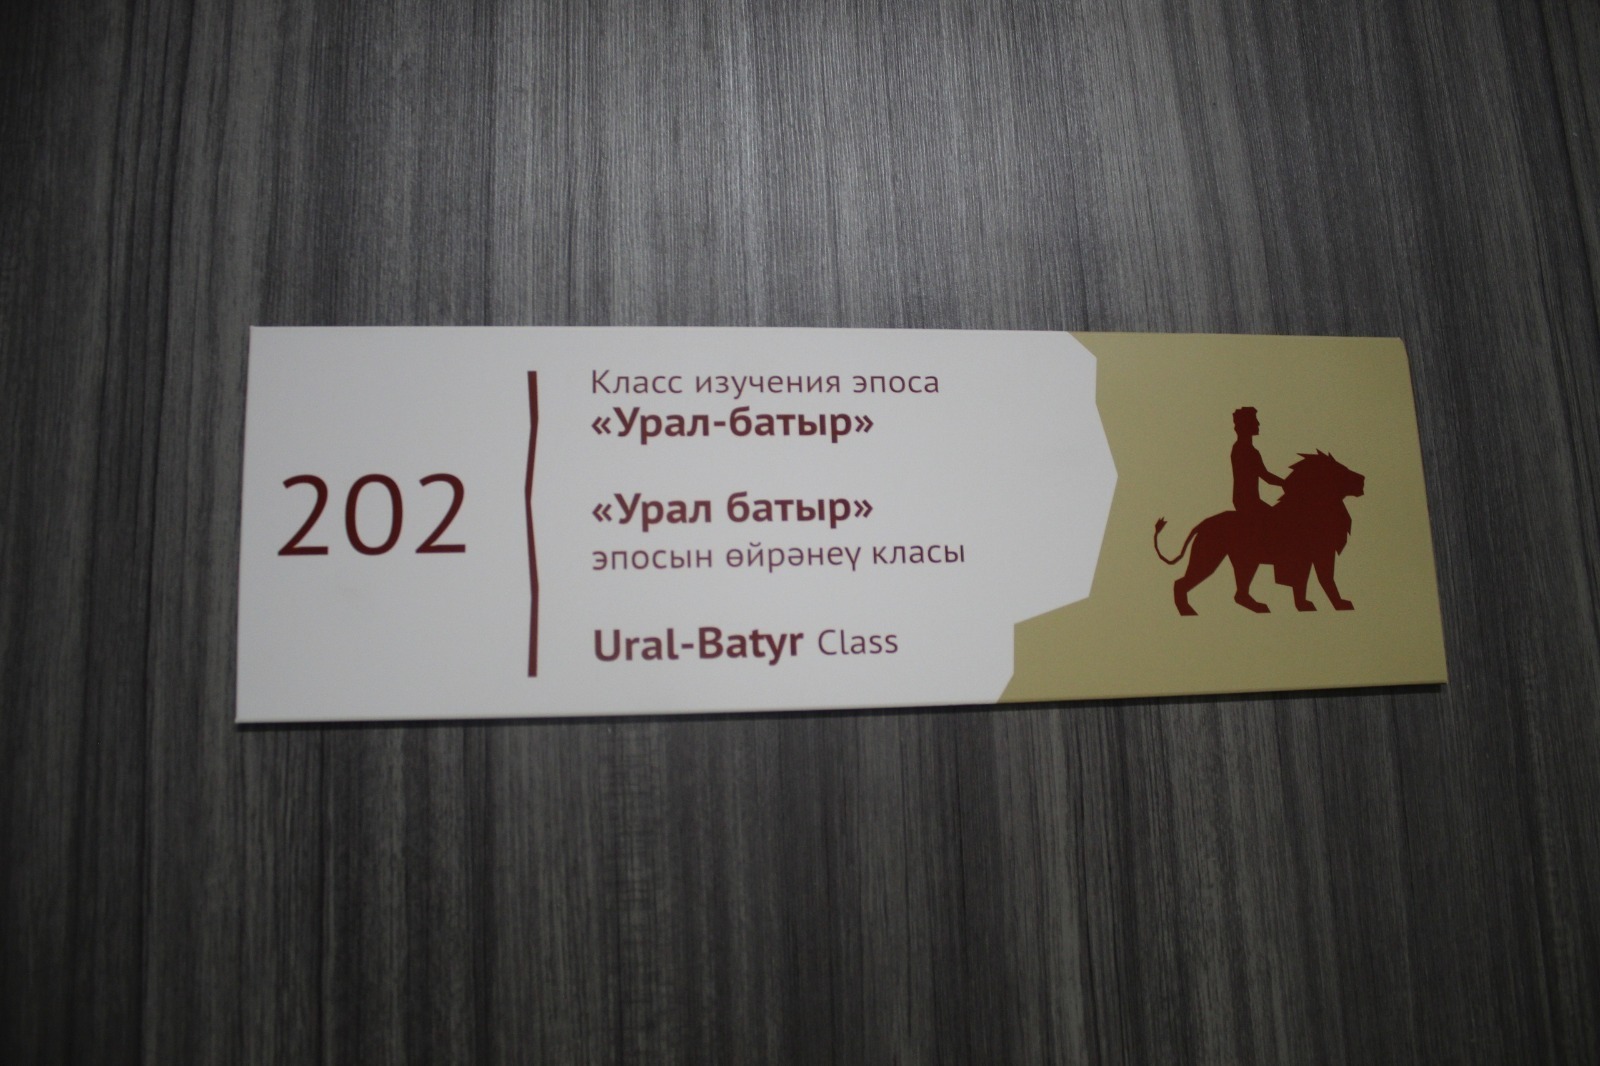 202
Класс изучения эпоса
«Урал-батыр»
«Урал батыр»
эпосын өйрәнеү класы
Ural-Batyr Class